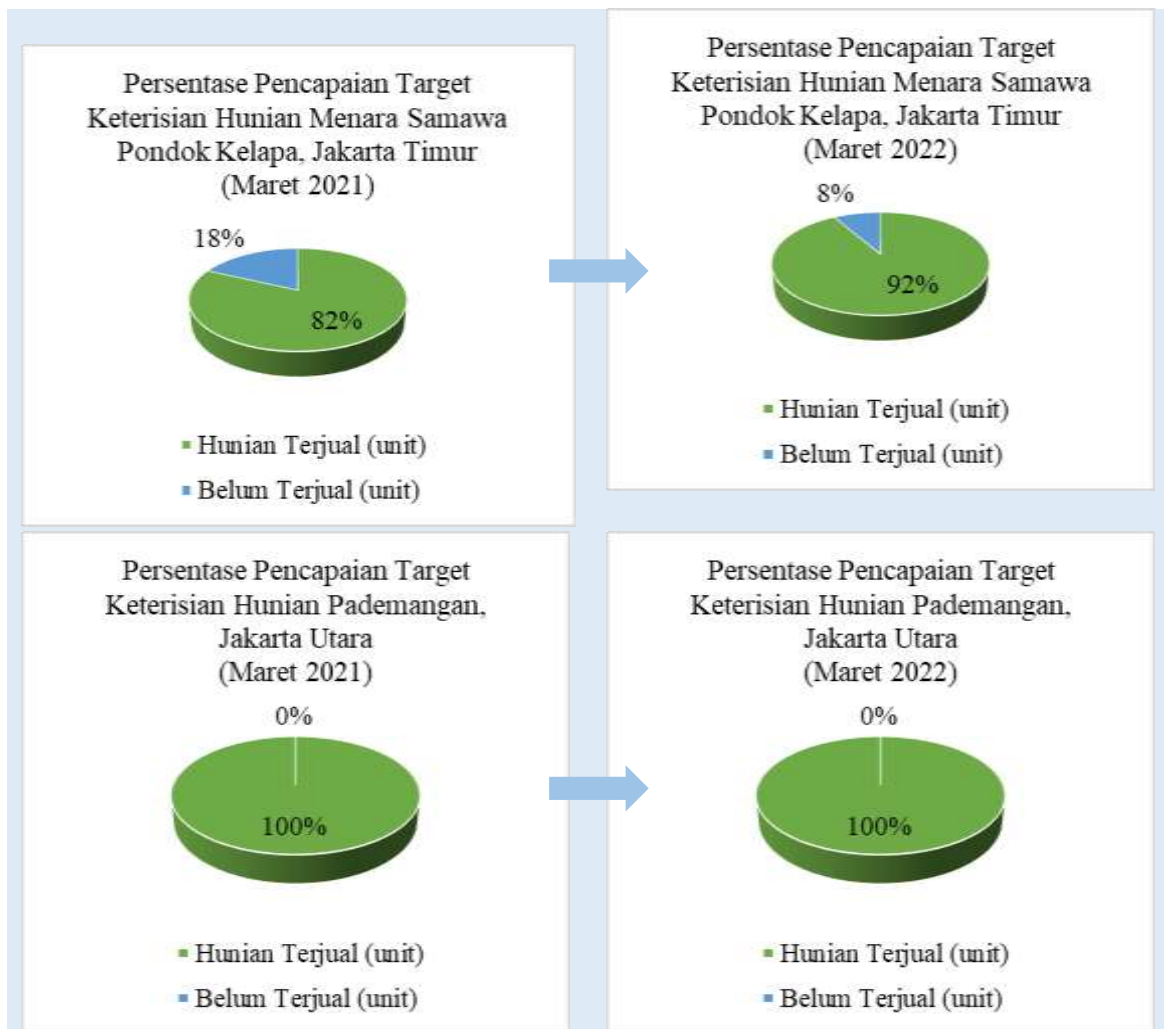 Persentase Pencapaian Target
Keterisian Hunian Menara Samawa
Pondok Kelapa, Jakarta Timur
(Maret 2021)
18%
82%
Hunian Terjual (unit)
Belum Terjual (unit)
Persentase Pencapaian Target
Keterisian Hunian Menara Samawa
Pondok Kelapa, Jakarta Timur
(Maret 2022)
8%
92%
Hunian Terjual (unit)
Belum Terjual (unit)
Persentase Pencapaian Target
Keterisian Hunian Pademangan,
Jakarta Utara
(Maret 2021)
0%
100%
Hunian Terjual (unit)
Belum Terjual (unit)
Persentase Pencapaian Target
Keterisian Hunian Pademangan,
Jakarta Utara
(Maret 2022)
0%
100%
Hunian Terjual (unit)
Belum Terjual (unit)